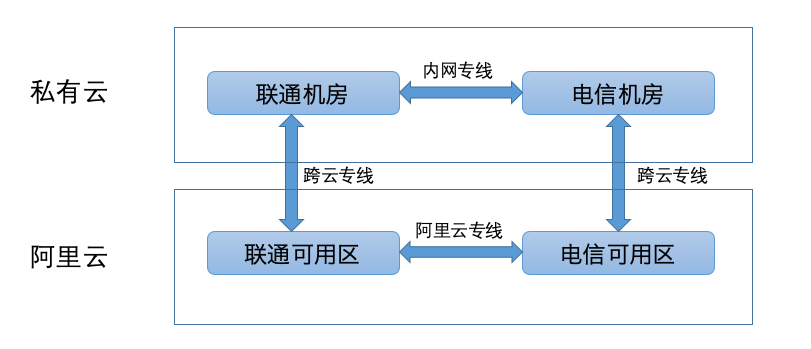 内网专线
私有云
联通机房
电信机房
跨云专线
跨云专线
阿里云专线
阿里云
联通可用区
电信可用区